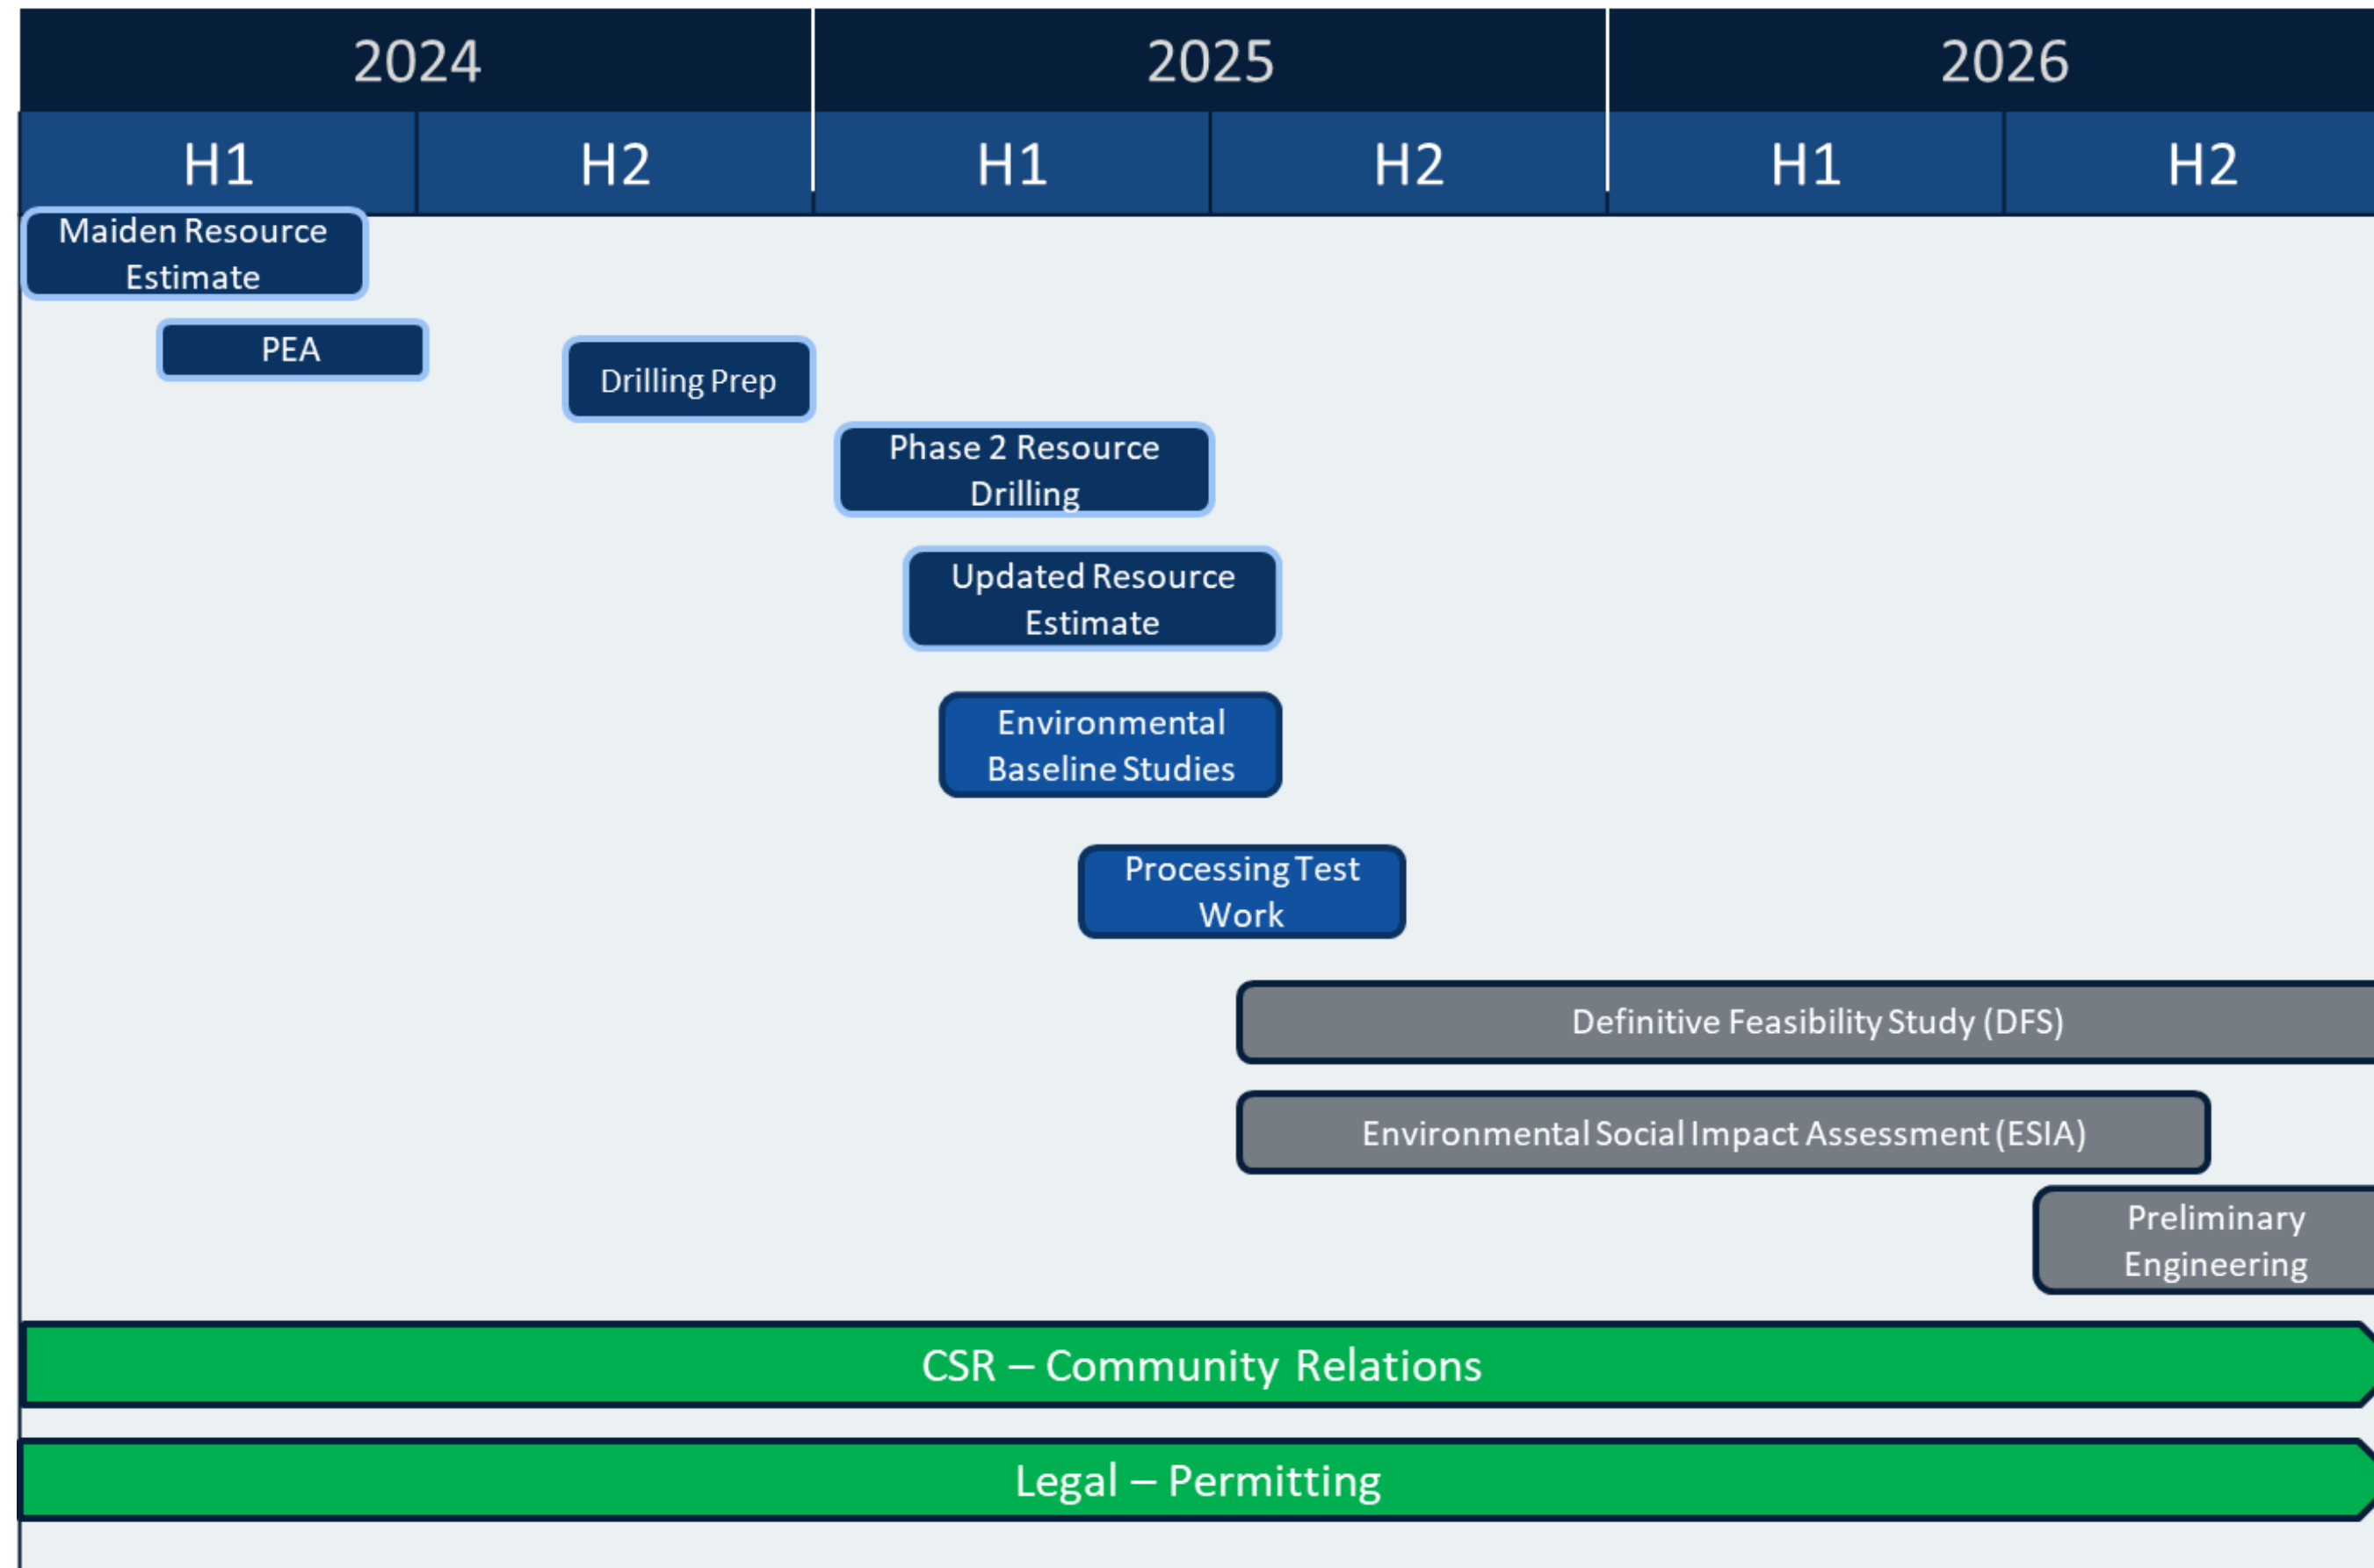 2024
2025
2026
H1
H2
H1
H2
H1
H2
Maiden Resource
Estimate
PEA
Drilling Prep
Phase 2 Resource
Drilling
Updated Resource
Estimate
Environmental
Baseline Studies
Processing Test
Work
Definitive Feasibility Study (DFS)
Environmental Social Impact Assessment (ESIA)
Preliminary
Engineering
CSR – Community Relations
Legal – Permitting